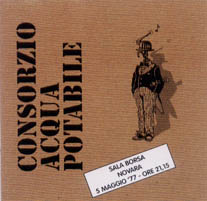 CONSORZIO
ACQUA
POTABILE
SALA BORSA
NOVARA
5 MAGGIO '77 - ORE 21,15